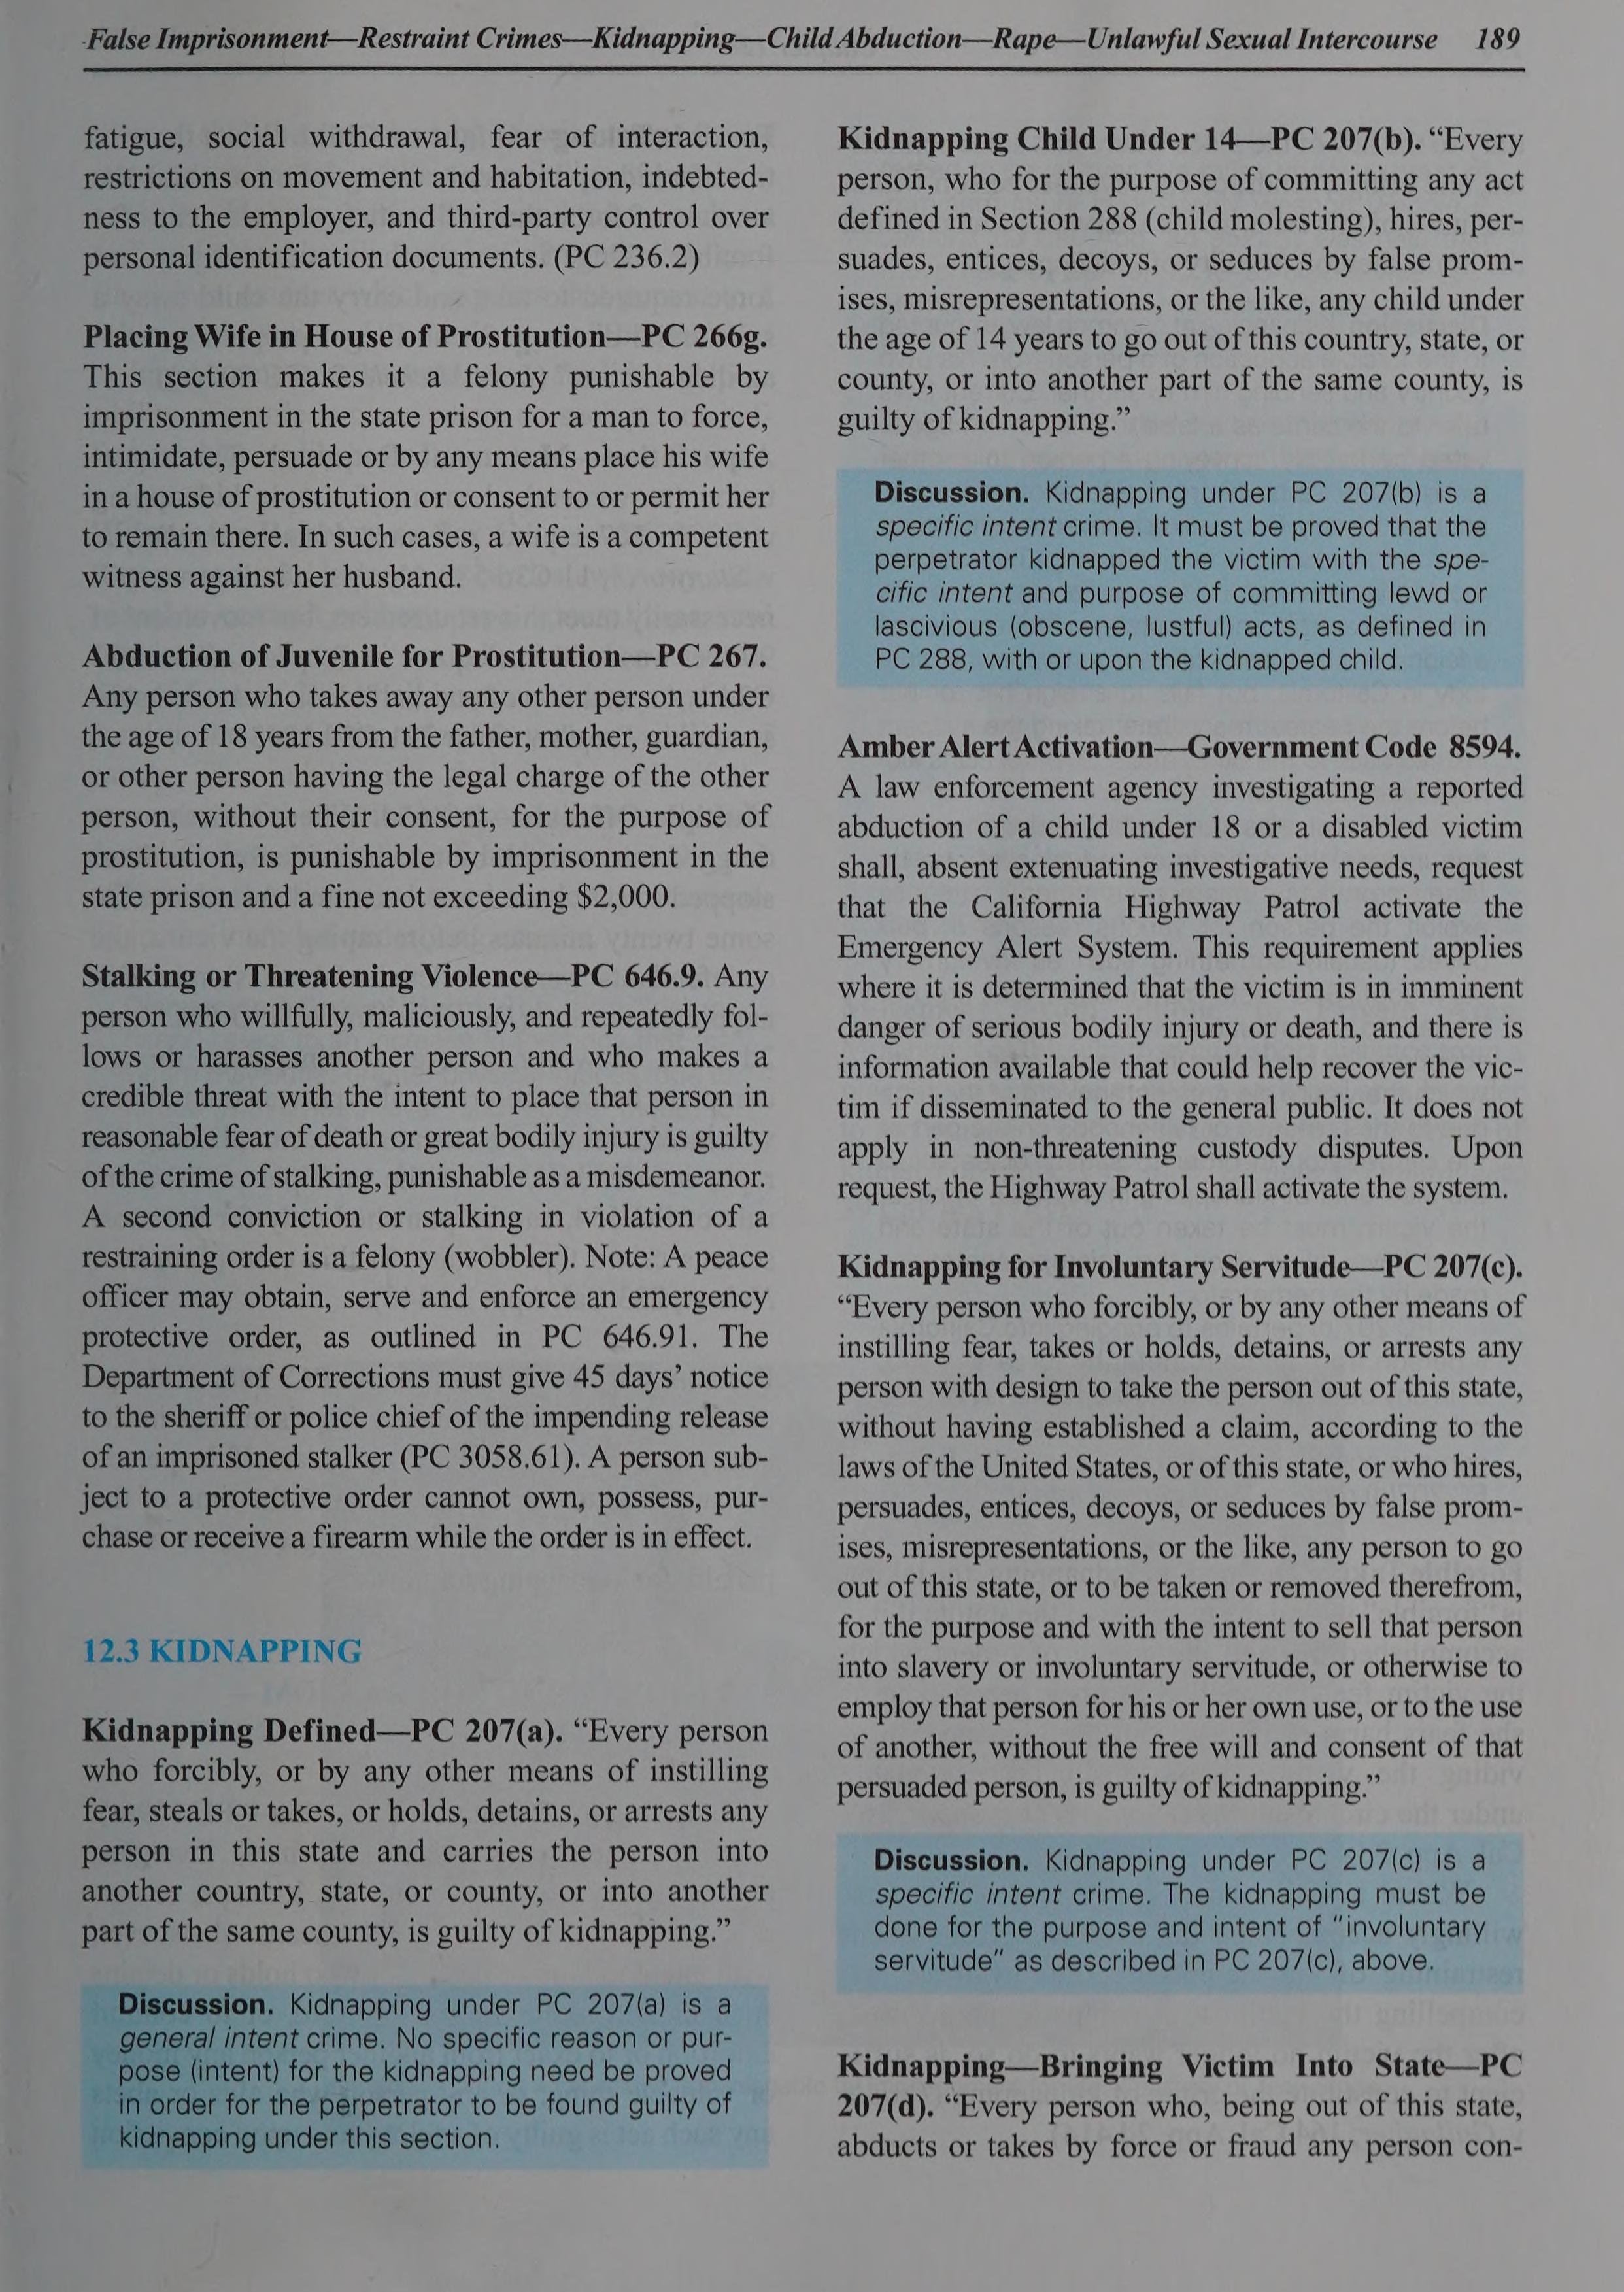 False Imprisonment—Restraint Crimes—Kidnapping—Child Abduction—Rape—Unlawful Sexual Intercourse 189
fatigue, social withdrawal, fear of interaction,
restrictions on movement and habitation, indebted-
ness to the employer, and third-party control over
personal identification documents. (PC 236.2)
Placing Wife in House of Prostitution—PC 266g.
This section makes it a felony punishable by
imprisonment in the state prison for a man to force,
intimidate, persuade or by any means place his wife
in a house of prostitution or consent to or permit her
to remain there. In such cases, a wife is a competent
witness against her husband.
Abduction of Juvenile for Prostitution—PC 267.
Any person who takes away any other person under
the age of 18 years from the father, mother, guardian,
or other person having the legal charge of the other
person, without their consent, for the purpose of
prostitution, is punishable by imprisonment in the
state prison and a fine not exceeding $2,000.
Stalking or Threatening Violence—PC 646.9. Any
person who willfully, maliciously, and repeatedly fol-
lows or harasses another person and who makes a
credible threat with the intent to place that person in
reasonable fear of death or great bodily injury is guilty
of the crime of stalking, punishable as a misdemeanor.
A second conviction or stalking in violation of a
restraining order is a felony (wobbler). Note: A peace
officer may obtain, serve and enforce an emergency
protective order, as outlined in PC 646.91. The
Department of Corrections must give 45 days' notice
to the sheriff or police chief of the impending release
of an imprisoned stalker (PC 3058.61). A person sub-
ject to a protective order cannot own, possess, pur-
chase or receive a firearm while the order is in effect.
12.3 KIDNAPPING
Kidnapping Defined—PC 207(a). “Every person
who forcibly, or by any other means of instilling
fear, steals or takes, or holds, detains, or arrests any
person in this state and carries the person into
another country, state, or county, or into another
part of the same county, is guilty of kidnapping.”
Discussion. Kidnapping under PC 207(a) is a
general intent crime. No specific reason or pur-
pose (intent) for the kidnapping need be proved
in order for the perpetrator to be found guilty of
kidnapping under this section.
Kidnapping Child Under 14—PC 207(b). “Every
person, who for the purpose of committing any act
defined in Section 288 (child molesting), hires, per-
suades, entices, decoys, or seduces by false prom-
ises, misrepresentations, or the like, any child under
the age of 14 years to go out of this country, state, or
county, or into another part of the same county, is
guilty of kidnapping.”
Discussion. Kidnapping under PC 207(b) is a
specific intent crime. It must be proved that the
perpetrator kidnapped the victim with the spe-
cific intent and purpose of committing lewd or
lascivious (obscene, lustful) acts, as defined in
PC 288, with or upon the kidnapped child.
Amber Alert Activation—Government Code 8594.
A law enforcement agency investigating a reported
abduction of a child under 18 or a disabled victim
shall, absent extenuating investigative needs, request
that the California Highway Patrol activate the
Emergency Alert System. This requirement applies
where it is determined that the victim is in imminent
danger of serious bodily injury or death, and there is
information available that could help recover the vic-
tim if disseminated to the general public. It does not
apply in non-threatening custody disputes. Upon
request, the Highway Patrol shall activate the system.
Kidnapping for Involuntary Servitude—PC 207(c).
“Every person who forcibly, or by any other means of
instilling fear, takes or holds, detains, or arrests any
person with design to take the person out of this state,
without having established a claim, according to the
laws of the United States, or of this state, or who hires,
persuades, entices, decoys, or seduces by false prom-
ises, misrepresentations, or the like, any person to go
out of this state, or to be taken or removed therefrom,
for the purpose and with the intent to sell that person
into slavery or involuntary servitude, or otherwise to
employ that person for his or her own use, or to the use
of another, without the free will and consent of that
persuaded person, is guilty of kidnapping.”
Discussion. Kidnapping under PC 207(c) is a
specific intent crime. The kidnapping must be
done for the purpose and intent of “involuntary
servitude” as described in PC 207(c), above.
Kidnapping—Bringing Victim Into State—PC
207(d). “Every person who, being out of this state,
abducts or takes by force or fraud any person con-